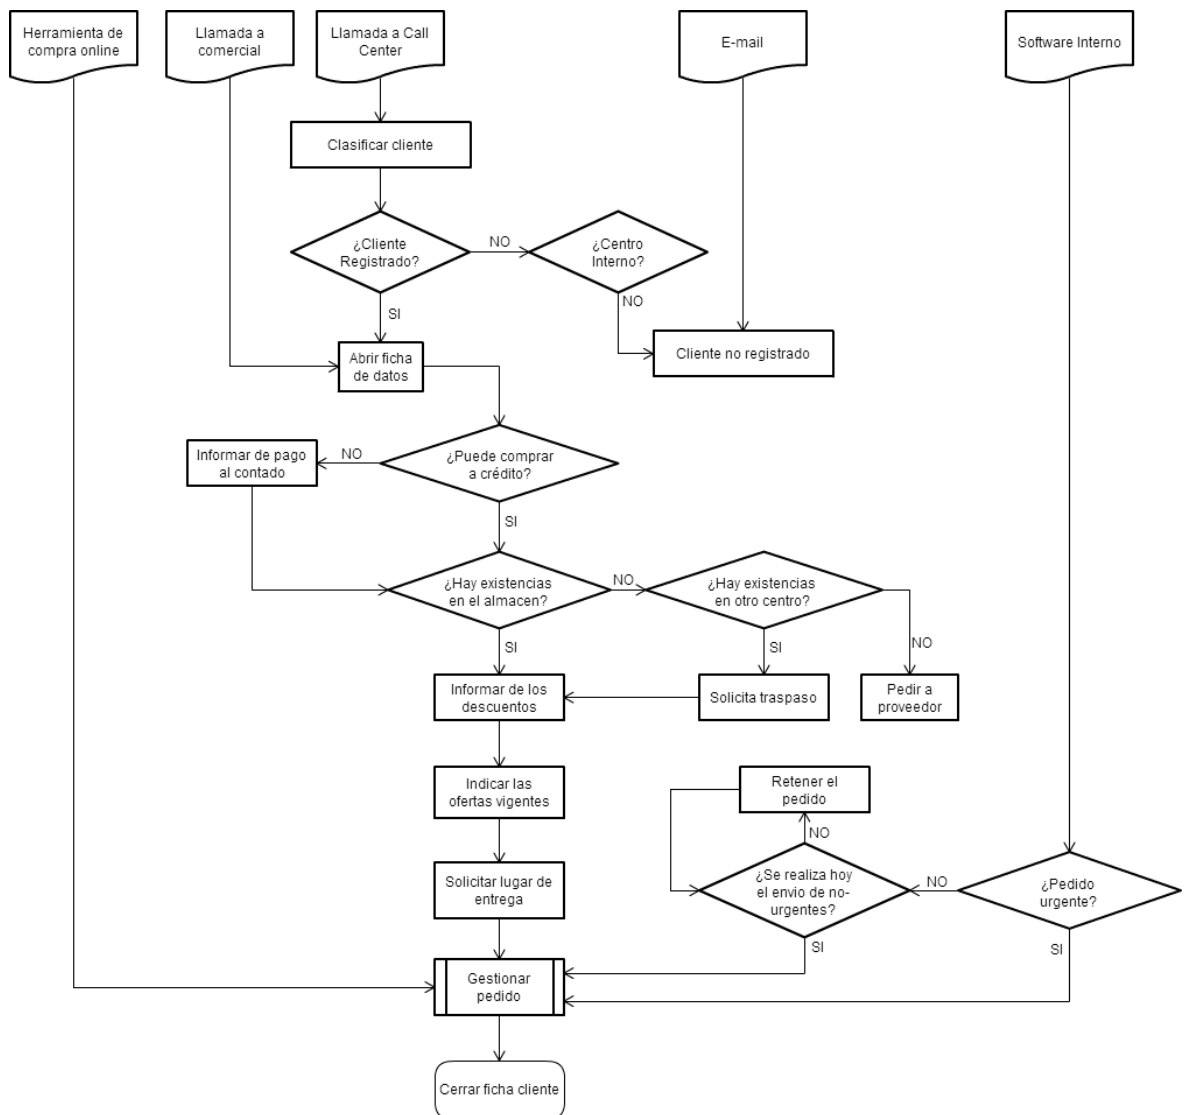 Herramienta de
compra online
Llamada a
comercial
Llamada a Call
Center
E-mail
Software Interno
Clasificar cliente
¿Cliente
Registrado?
NO
¿Centro
Interno?
NO
SI
Cliente no registrado
Abrir ficha
de datos
Informar de pago
al contado
NO
¿Puede comprar
a crédito?
SI
¿Hay existencias
en el almacen?
NO
¿Hay existencias
en otro centro?
SI
SI
NO
Informar de los
descuentos
Solicita traspaso
Pedir a
proveedor
Indicar las
ofertas vigentes
Retener el
pedido
NO
Solicitar lugar de
entrega
¿Se realiza hoy
el envio de no-
urgentes?
NO
¿Pedido
urgente?
SI
SI
Gestionar
pedido
Cerrar ficha cliente